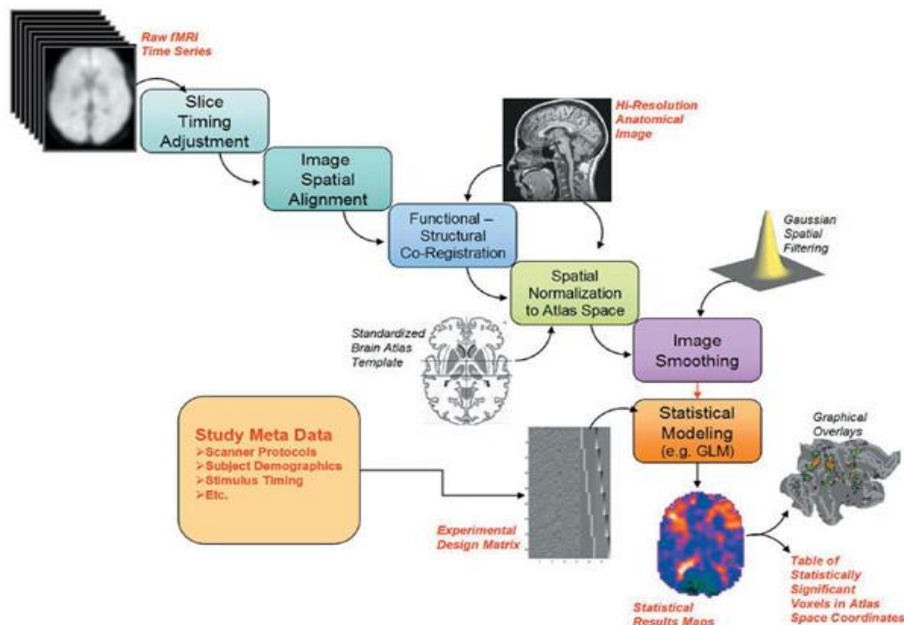 Raw fMRI
Time Series
Slice
Timing
Adjustment
Hi-Resolution
Anatomical
Image
Image
Spatial
Alignment
Functional –
Structural
Co-Registration
Gaussian
Spatial
Filtering
Spatial
Normalization
to Atlas Space
Standardized
Brain Atlas
Template
Image
Smoothing
Statistical
Modeling
(e.g. GLM)
Graphical
Overlays
Study Meta Data
➢Scanner Protocols
➢Subject Demographics
➢Stimulus Timing
➢Etc.
Experimental
Design Matrix
Statistical
Results Maps
Table of
Statistically
Significant
Voxels in Atlas
Space Coordinates